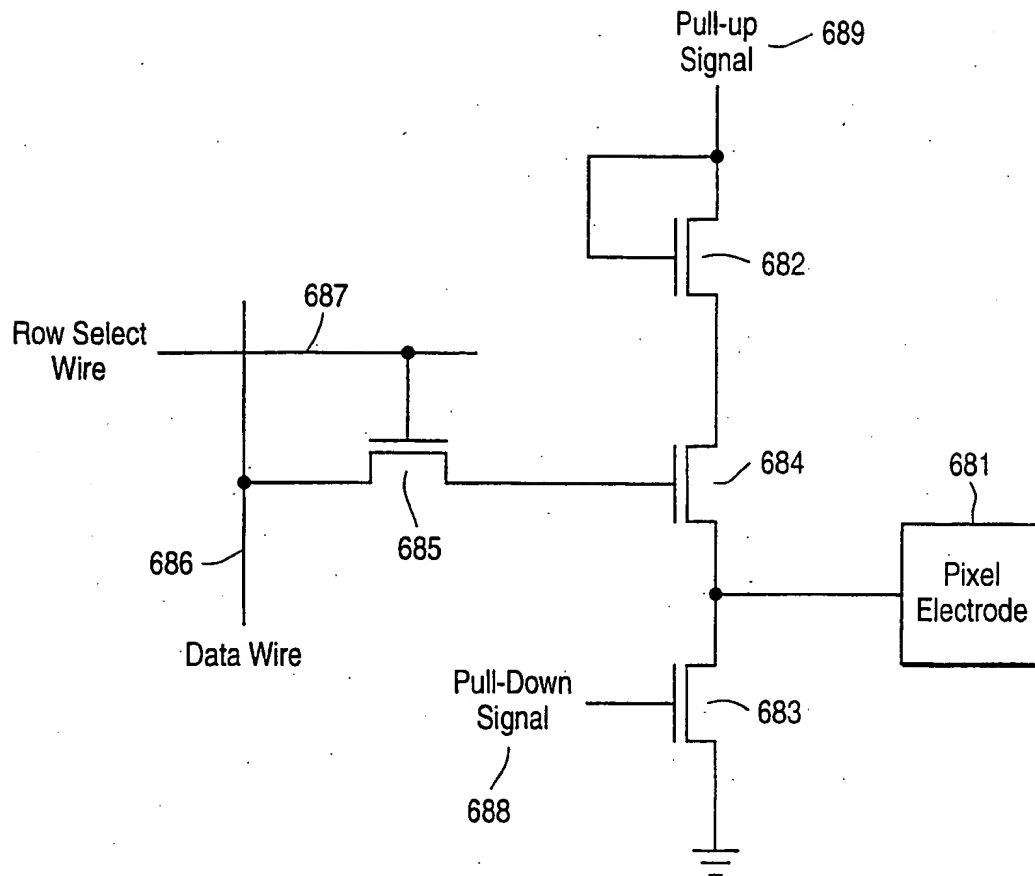 Pull-up
Signal
689
682
687
Row Select
Wire
684
681
685
686
Pixel
Electrode
Data Wire
Pull-Down
Signal
683
688